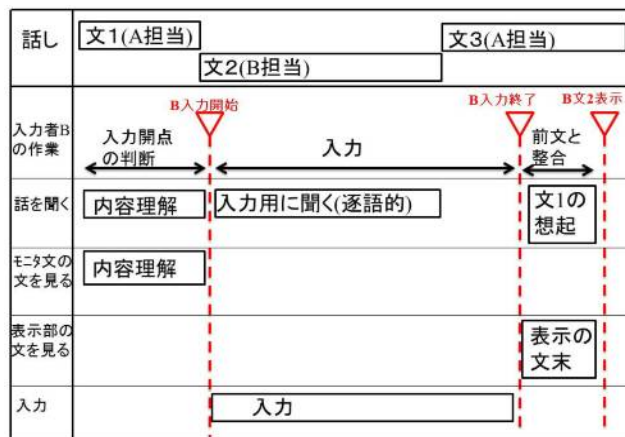 話し
文1(A担当)
文2(B担当)
文3(A担当)
B入力開始
B入力終了
B文2表示
入力者B
の作業
入力開点
の判断
入力
前文と
整合
話を聞く
内容理解
入力用に聞く(逐語的)
文1の
想起
モニタ文の
文を見る
内容理解
表示部の
文を見る
表示の
文末
入力
入力